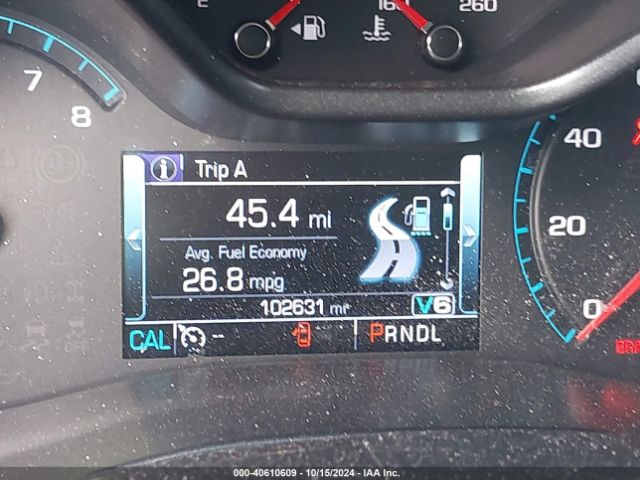 E
160
260
7
8
Trip A
45.4 mi
Avg. Fuel Economy
26.8 mpg
102631 mi
V6
CAL -- PRNDL
40
20
0
000-40610609 - 10/15/2024 - IAA Inc.